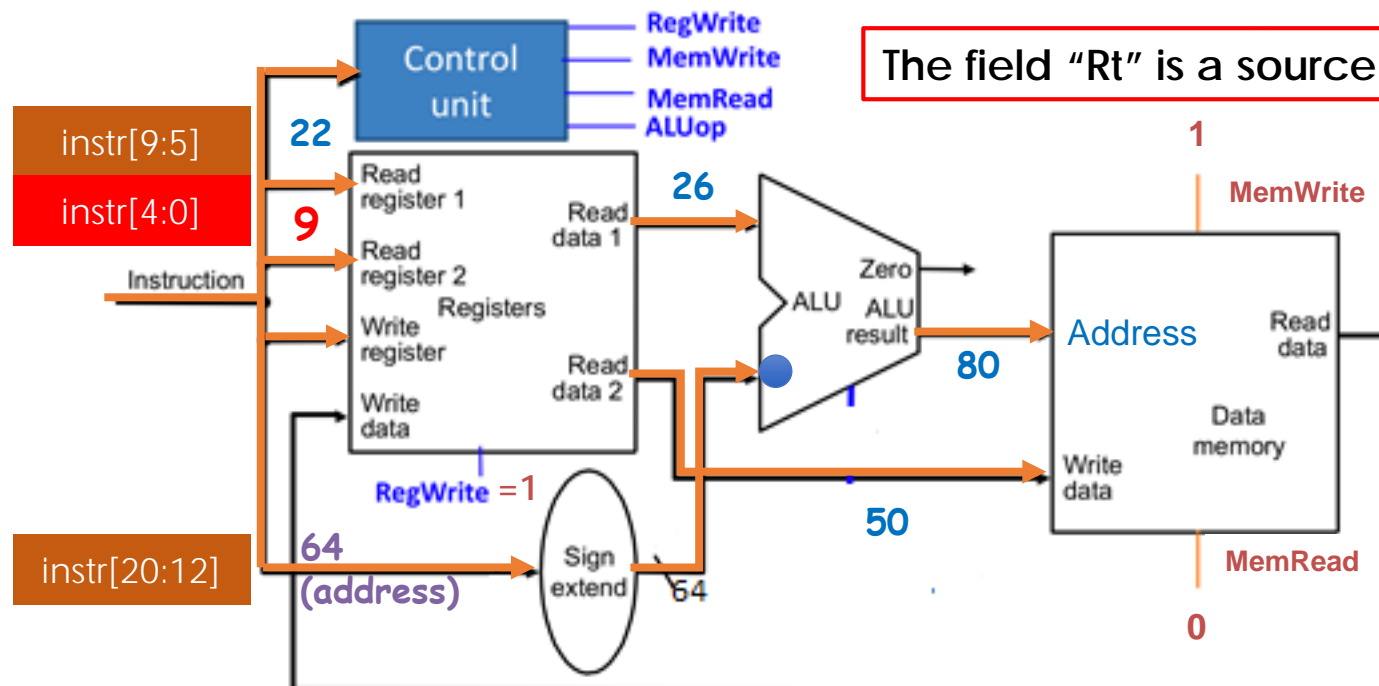 RegWrite
Control
unit
MemWrite
MemRead
ALUop
The field “Rt” is a source
instr[9:5]
22
instr[4:0]
9
Instruction
Read
register 1
Read
register 2
Registers
Write
register
Write
data
Read
data 1
Read
data 2
RegWrite =1
26
Zero
ALU
ALU
result
80
50
1
MemWrite
Address
Read
data
Data
memory
Write
data
MemRead
0
instr[20:12]
64
(address)
Sign
extend
64